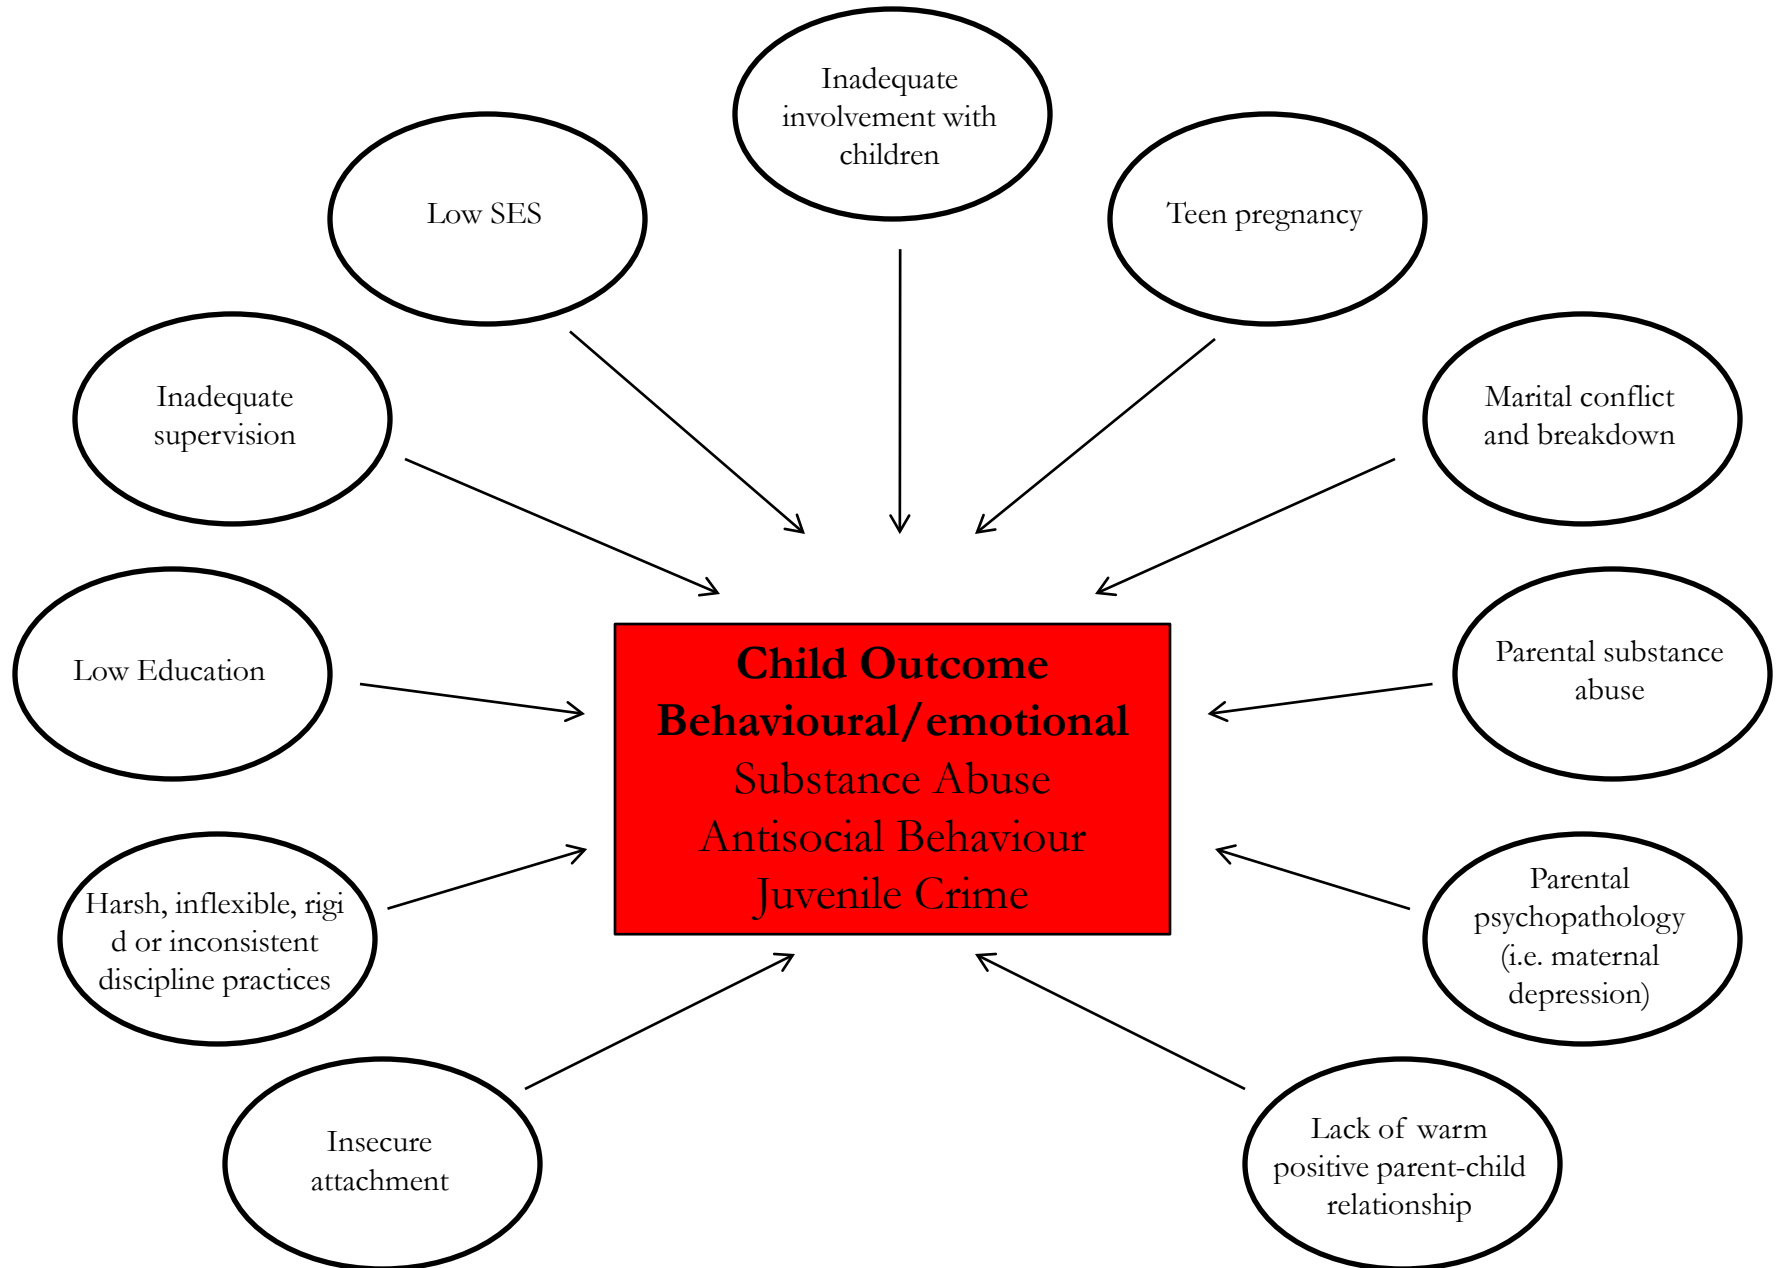 Inadequate
involvement with
children
Low SES
Teen pregnancy
Inadequate
supervision
Marital conflict
and breakdown
Low Education
Child Outcome
Behavioural/emotional
Substance Abuse
Antisocial Behaviour
Juvenile Crime
Parental substance
abuse
Harsh, inflexible, rigi
d or inconsistent
discipline practices
Parental
psychopathology
(i.e. maternal
depression)
Insecure
attachment
Lack of warm
positive parent-child
relationship